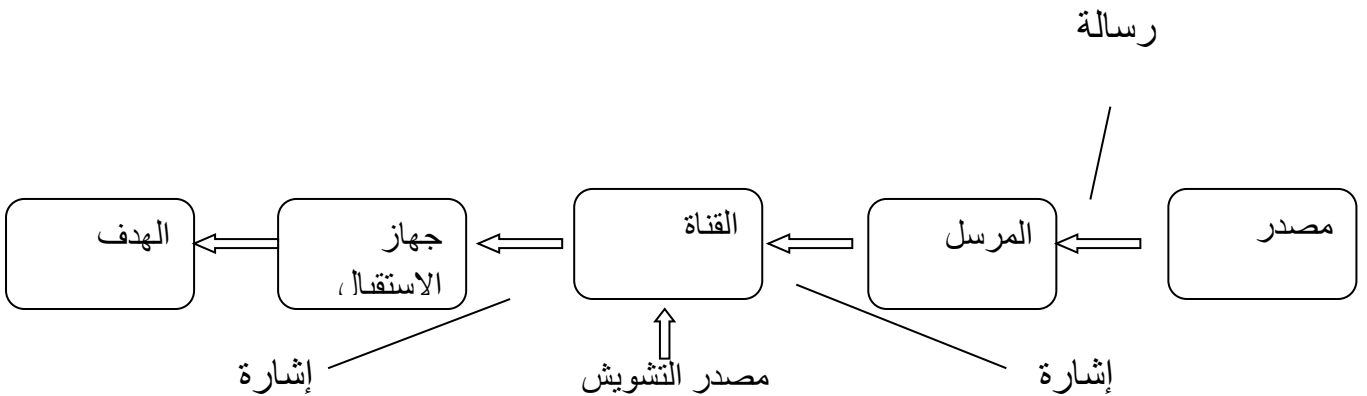 رسالة
مصدر
المرسل
القناة
جهاز
الاستقبال
الهدف
إشارة
مصدر التشويش
إشارة